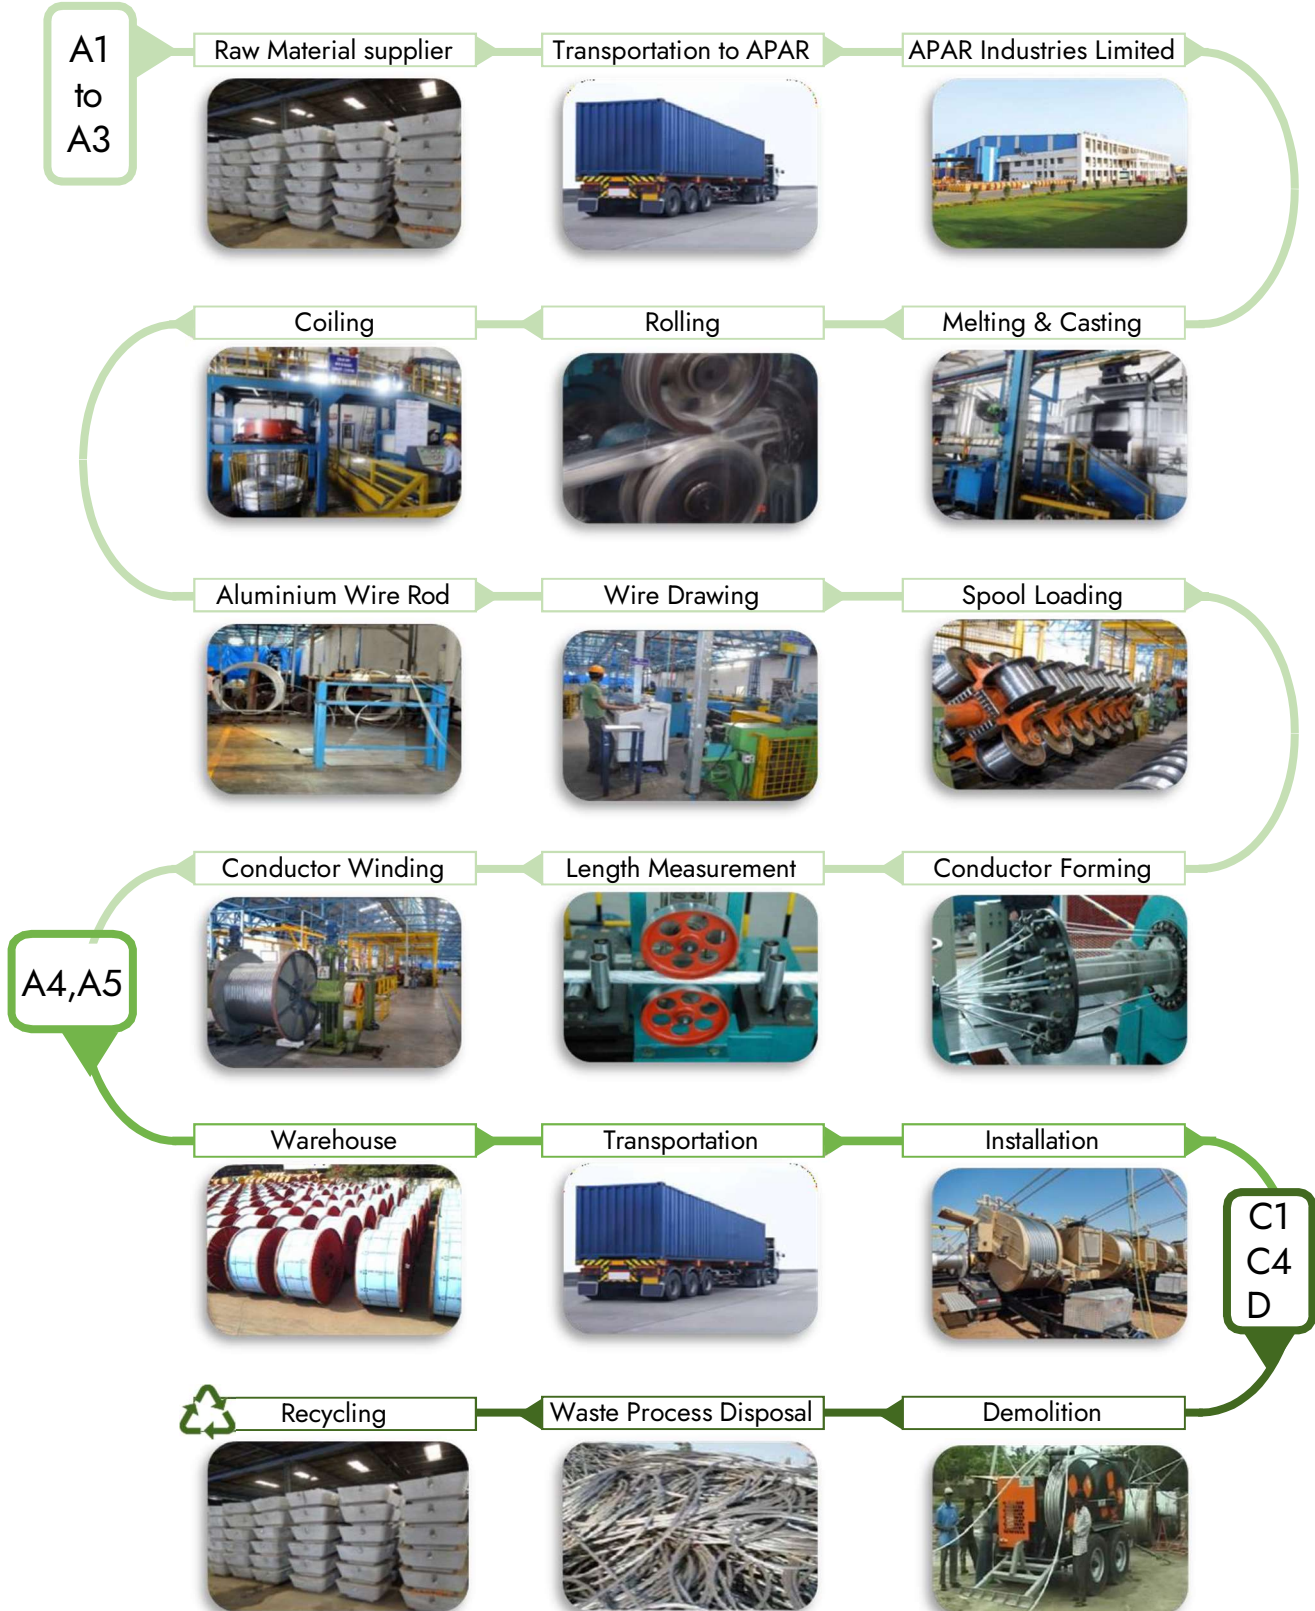 A1
to
A3
Raw Material supplier
Transportation to APAR
APAR Industries Limited
Melting & Casting
Rolling
Coiling
Aluminium Wire Rod
Wire Drawing
Spool Loading
Conductor Forming
Length Measurement
Conductor Winding
A4,A5
Warehouse
Transportation
Installation
C1
C4
D
Demolition
Waste Process Disposal
Recycling